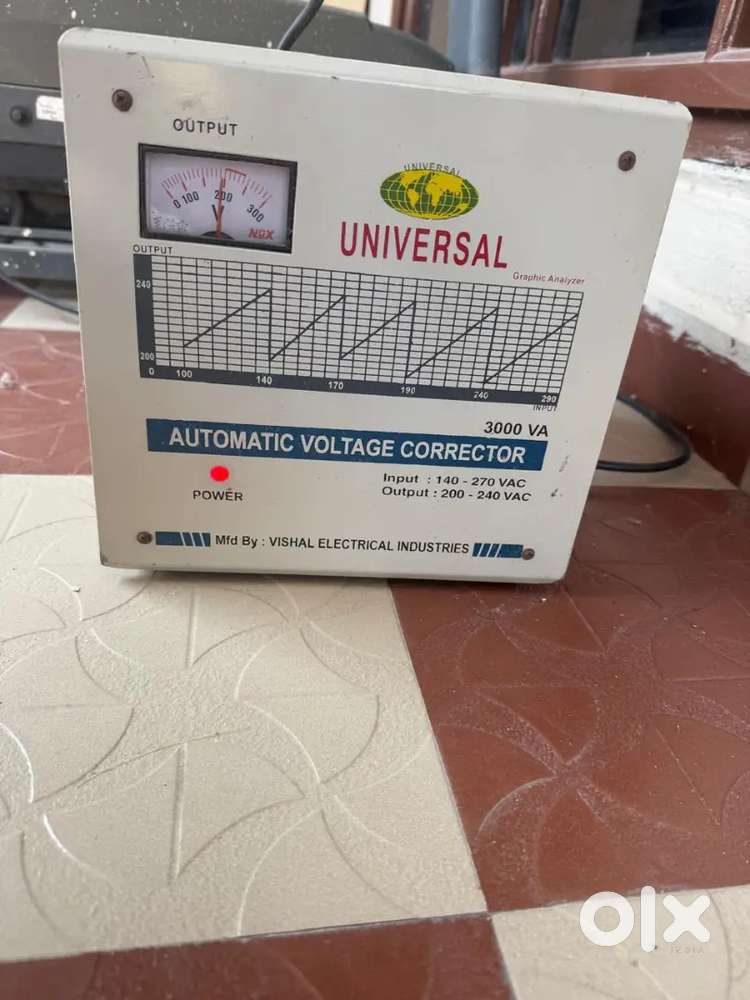 OUTPUT
0 100 200 300
V
NBX
UNIVERSAL
UNIVERSAL
Graphic Analyzer
OUTPUT
240
200
0 100 140 170 190 240 290
INPUT
3000 VA
AUTOMATIC VOLTAGE CORRECTOR
Input : 140 - 270 VAC
Output : 200 - 240 VAC
POWER
Mfd By : VISHAL ELECTRICAL INDUSTRIES
olx
INDIA